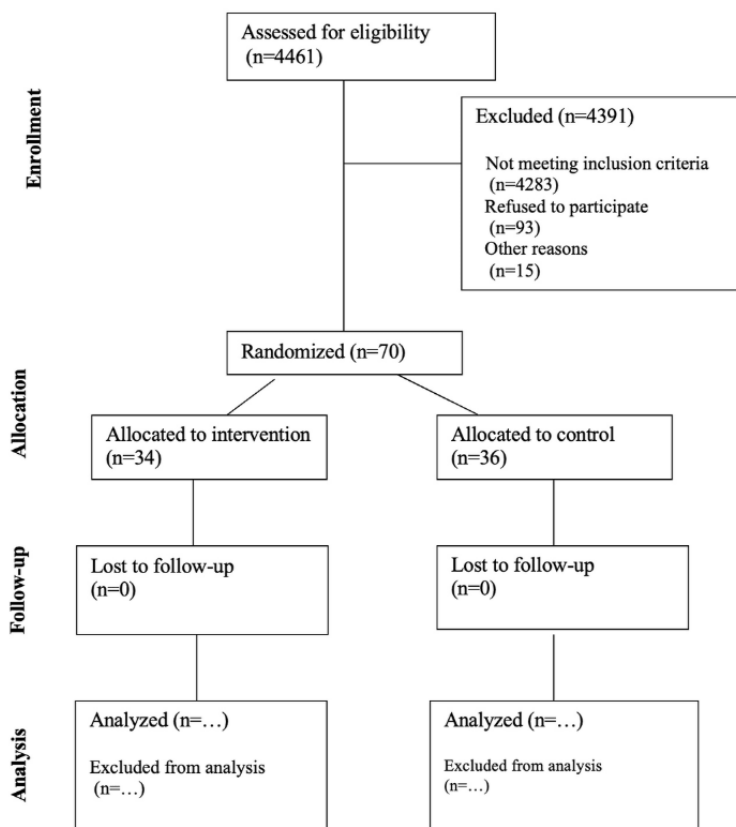 Enrollment
Assessed for eligibility
(n=4461)
Excluded (n=4391)
Not meeting inclusion criteria
(n=4283)
Refused to participate
(n=93)
Other reasons
(n=15)
Randomized (n=70)
Allocation
Allocated to intervention
(n=34)
Allocated to control
(n=36)
Follow-up
Lost to follow-up
(n=0)
Lost to follow-up
(n=0)
Analysis
Analyzed (n=…)
Excluded from analysis
(n=…)
Analyzed (n=…)
Excluded from analysis
(n=…)